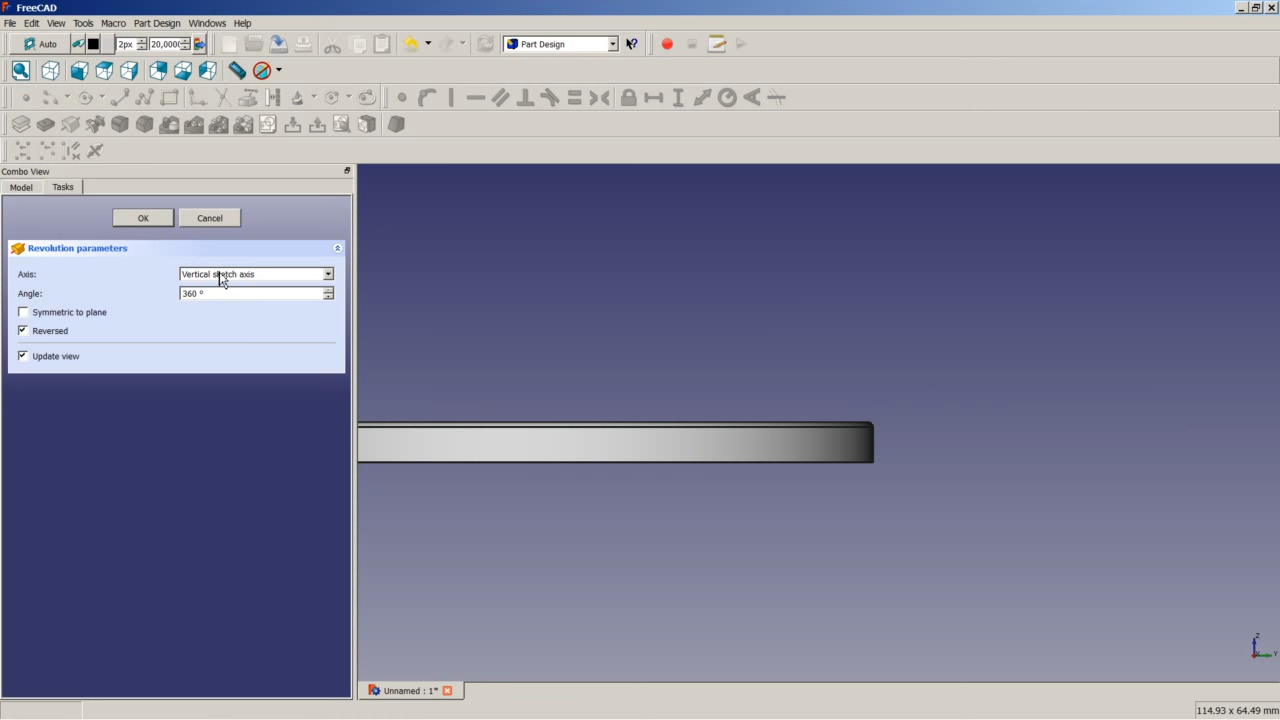 FreeCAD
File Edit View Tools Macro Part Design Windows Help
Auto 2px 20,000 Part Design
Combo View
Model Tasks
OK Cancel
Revolution parameters
Axis: Vertical sketch axis
Angle: 360 °
Symmetric to plane
Reversed
Update view
Z
Y
Unnamed : 1*
114.93 x 64.49 mm